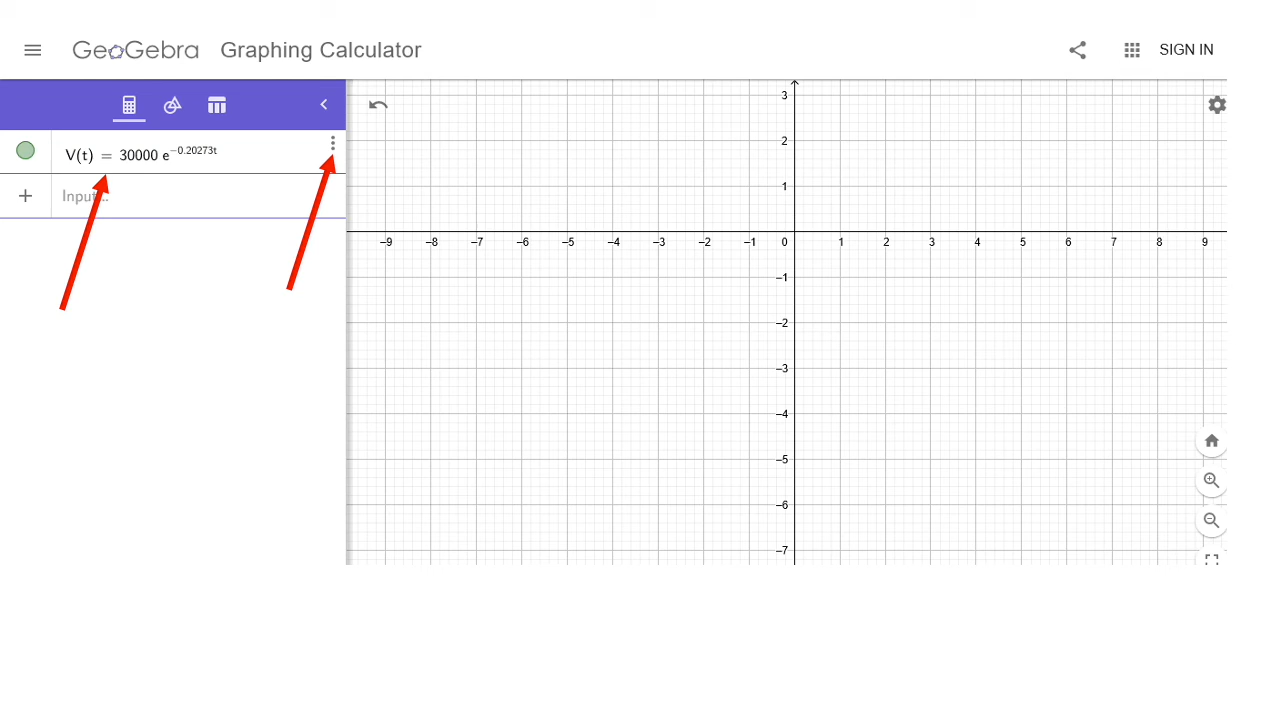 GeoGebra Graphing Calculator SIGN IN
V(t) = 30000 e^−0.20273t
Input...
3
2
1
–9 –8 –7 –6 –5 –4 –3 –2 –1 0 1 2 3 4 5 6 7 8 9
–1
–2
–3
–4
–5
–6
–7